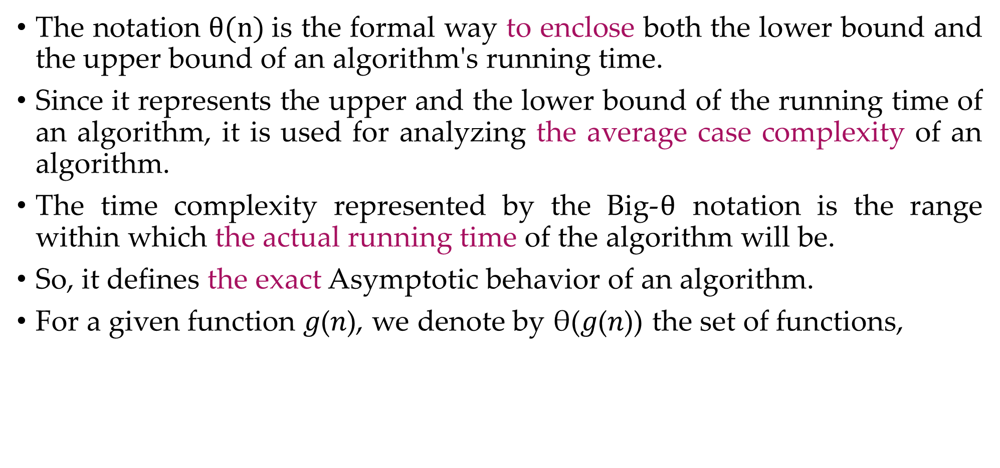 • The notation θ(n) is the formal way to enclose both the lower bound and
the upper bound of an algorithm's running time.
• Since it represents the upper and the lower bound of the running time of
an algorithm, it is used for analyzing the average case complexity of an
algorithm.
• The time complexity represented by the Big-θ notation is the range
within which the actual running time of the algorithm will be.
• So, it defines the exact Asymptotic behavior of an algorithm.
• For a given function g(n), we denote by θ(g(n)) the set of functions,